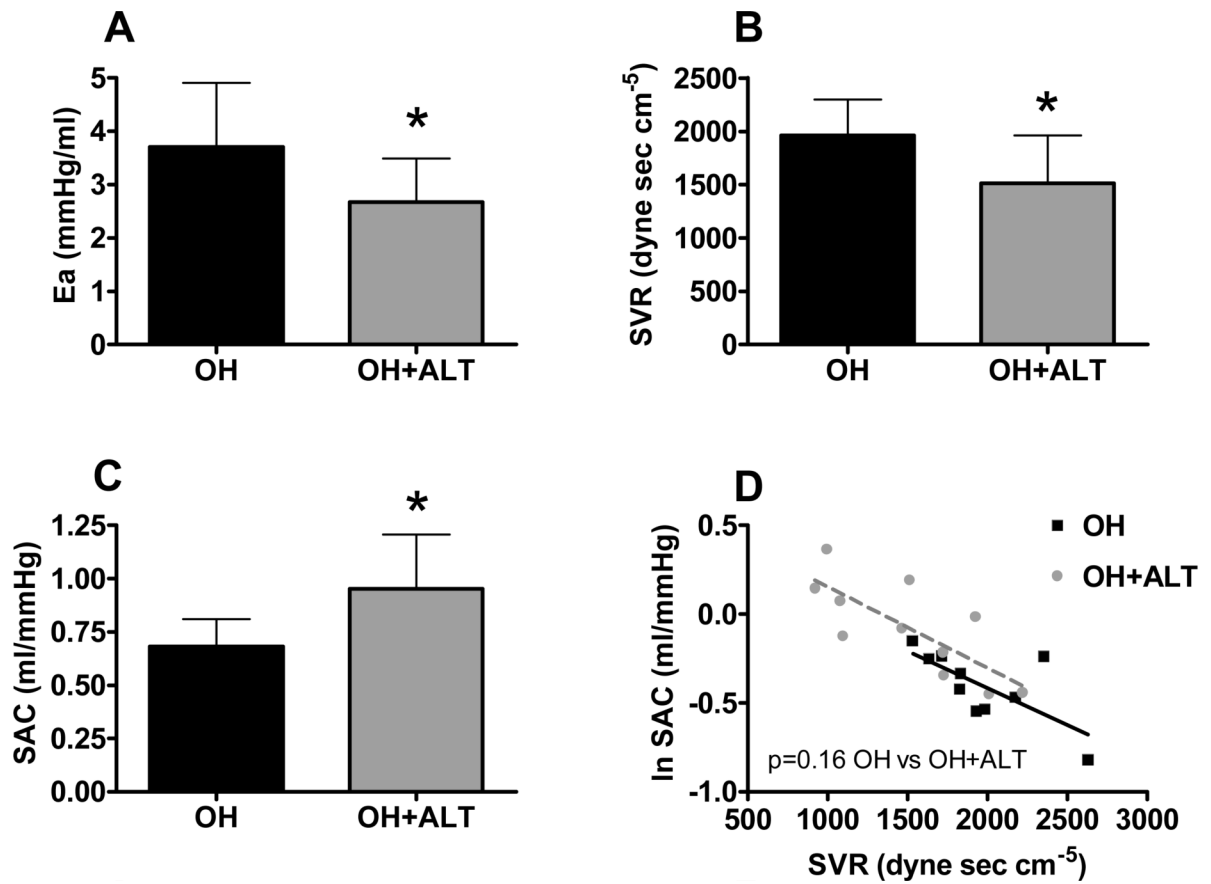 A
Ea (mmHg/ml)
5
4
3
2
1
0
*
OH
OH+ALT
B
SVR (dyne sec cm-5)
2500
2000
1500
1000
500
0
*
OH
OH+ALT
C
SAC (ml/mmHg)
1.25
1.00
0.75
0.50
0.25
0.00
*
OH
OH+ALT
D
ln SAC (ml/mmHg)
0.5
0.0
-0.5
-1.0
OH
OH+ALT
p=0.16 OH vs OH+ALT
500 1000 1500 2000 2500 3000
SVR (dyne sec cm-5)